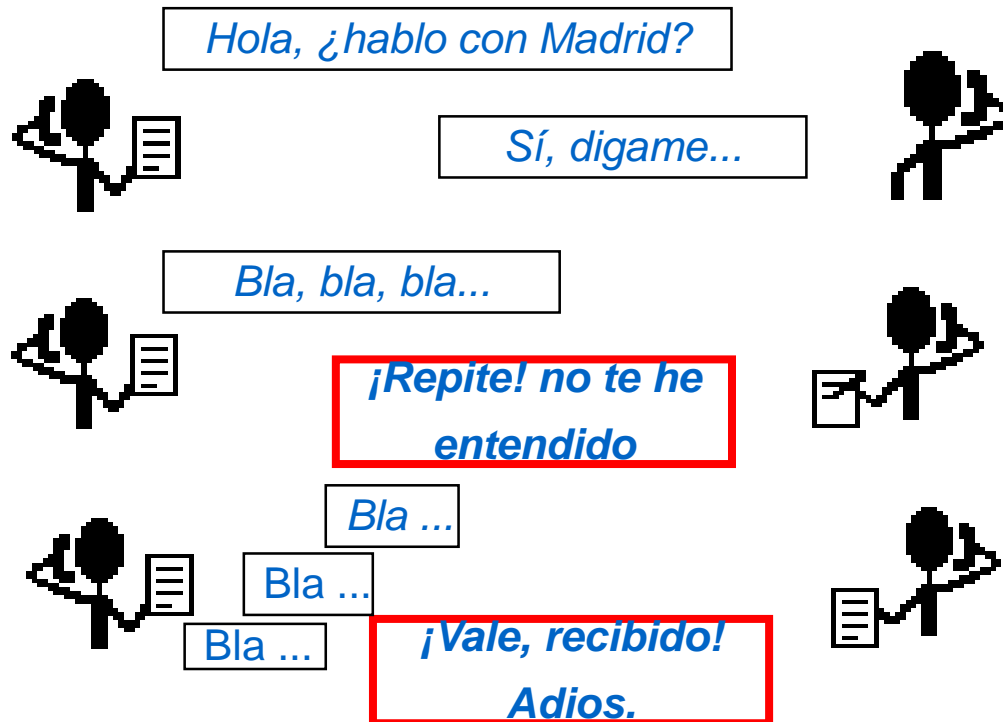 Hola, ¿hablo con Madrid?
Sí, digame...
Bla, bla, bla...
¡Repite! no te he
entendido
Bla ...
Bla ...
Bla ...
¡Vale, recibido!
Adios.